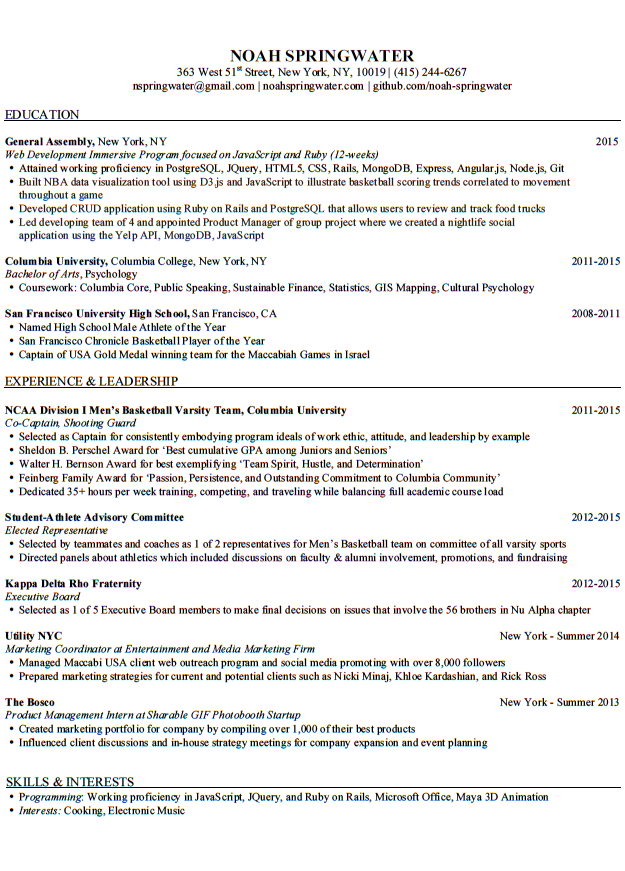 NOAH SPRINGWATER
363 West 51st Street, New York, NY, 10019 | (415) 244-6267
nspringwater@gmail.com | noahspringwater.com | github.com/noah-springwater
EDUCATION
General Assembly, New York, NY 2015
Web Development Immersive Program focused on JavaScript and Ruby (12-weeks)
• Attained working proficiency in PostgreSQL, JQuery, HTML5, CSS, Rails, MongoDB, Express, Angular.js, Node.js, Git
• Built NBA data visualization tool using D3.js and JavaScript to illustrate basketball scoring trends correlated to movement
throughout a game
• Developed CRUD application using Ruby on Rails and PostgreSQL that allows users to review and track food trucks
• Led developing team of 4 and appointed Product Manager of group project where we created a nightlife social
application using the Yelp API, MongoDB, JavaScript
Columbia University, Columbia College, New York, NY 2011-2015
Bachelor of Arts, Psychology
• Coursework: Columbia Core, Public Speaking, Sustainable Finance, Statistics, GIS Mapping, Cultural Psychology
San Francisco University High School, San Francisco, CA 2008-2011
• Named High School Male Athlete of the Year
• San Francisco Chronicle Basketball Player of the Year
• Captain of USA Gold Medal winning team for the Maccabiah Games in Israel
EXPERIENCE & LEADERSHIP
NCAA Division I Men's Basketball Varsity Team, Columbia University 2011-2015
Co-Captain, Shooting Guard
• Selected as Captain for consistently embodying program ideals of work ethic, attitude, and leadership by example
• Sheldon B. Perschel Award for 'Best cumulative GPA among Juniors and Seniors'
• Walter H. Bernson Award for best exemplifying 'Team Spirit, Hustle, and Determination'
• Feinberg Family Award for 'Passion, Persistence, and Outstanding Commitment to Columbia Community'
• Dedicated 35+ hours per week training, competing, and traveling while balancing full academic course load
Student-Athlete Advisory Committee 2012-2015
Elected Representative
• Selected by teammates and coaches as 1 of 2 representatives for Men's Basketball team on committee of all varsity sports
• Directed panels about athletics which included discussions on faculty & alumni involvement, promotions, and fundraising
Kappa Delta Rho Fraternity 2012-2015
Executive Board
• Selected as 1 of 5 Executive Board members to make final decisions on issues that involve the 56 brothers in Nu Alpha chapter
Utility NYC New York - Summer 2014
Marketing Coordinator at Entertainment and Media Marketing Firm
• Managed Maccabi USA client web outreach program and social media promoting with over 8,000 followers
• Prepared marketing strategies for current and potential clients such as Nicki Minaj, Khloe Kardashian, and Rick Ross
The Bosco New York - Summer 2013
Product Management Intern at Sharable GIF Photobooth Startup
• Created marketing portfolio for company by compiling over 1,000 of their best products
• Influenced client discussions and in-house strategy meetings for company expansion and event planning
SKILLS & INTERESTS
• Programming: Working proficiency in JavaScript, JQuery, and Ruby on Rails, Microsoft Office, Maya 3D Animation
• Interests: Cooking, Electronic Music